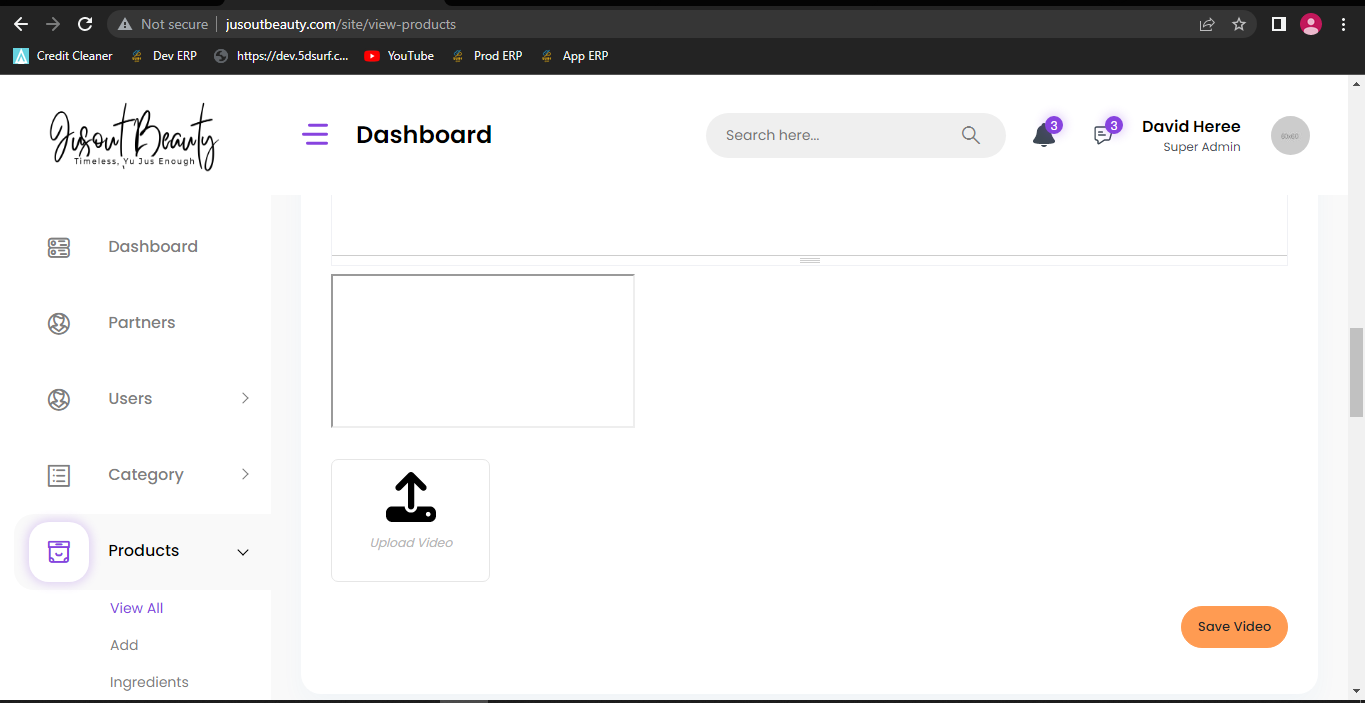 Not secure | jusoutbeauty.com/site/view-products
Credit Cleaner Dev ERP https://dev.5dsurf.c... YouTube Prod ERP App ERP
Jusout Beauty
Timeless, Yu Jus Enough
Dashboard
Search here...
3
3
David Heree
Super Admin
60x60
Dashboard
Partners
Users
Category
Products
View All
Add
Ingredients
Upload Video
Save Video